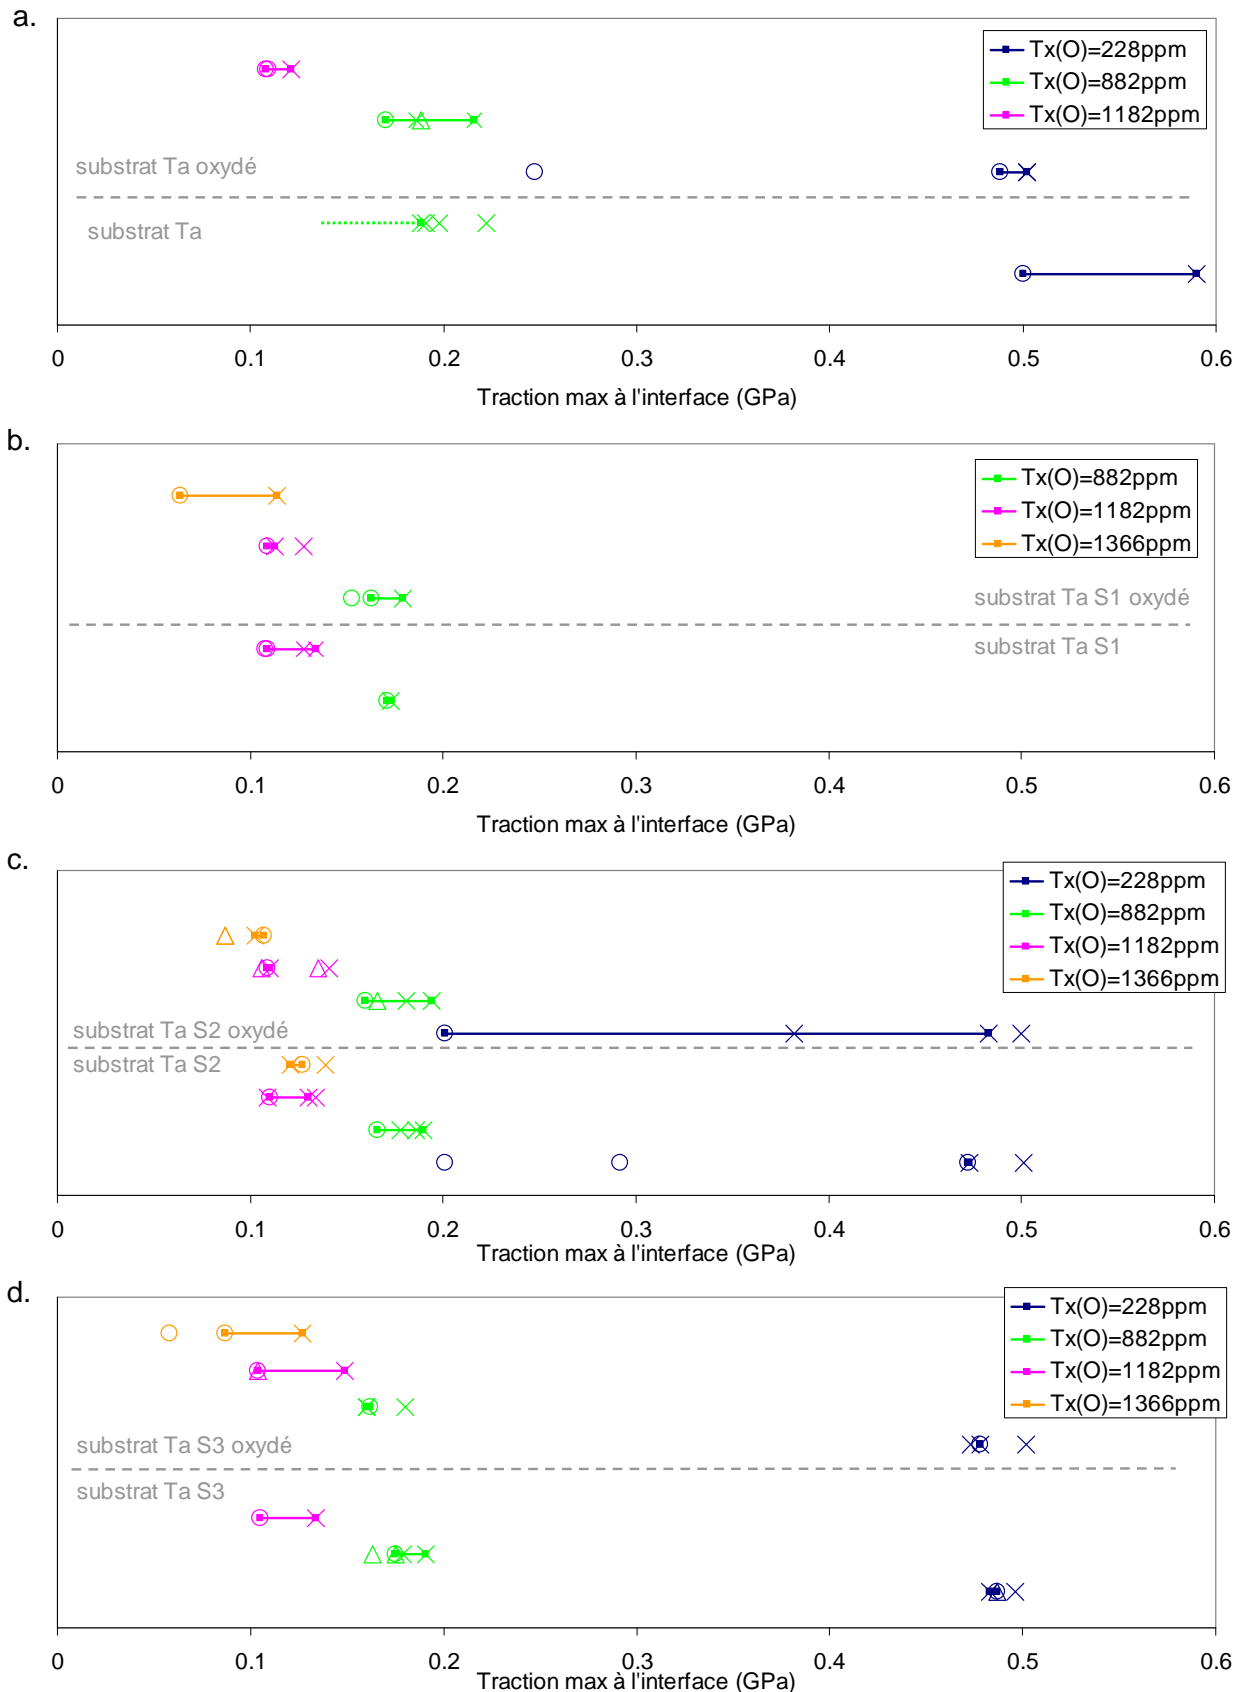 a.
Tx(O)=228ppm
Tx(O)=882ppm
Tx(O)=1182ppm
substrat Ta oxydé
substrat Ta
0 0.1 0.2 0.3 0.4 0.5 0.6
Traction max à l'interface (GPa)
b.
Tx(O)=882ppm
Tx(O)=1182ppm
Tx(O)=1366ppm
substrat Ta S1 oxydé
substrat Ta S1
0 0.1 0.2 0.3 0.4 0.5 0.6
Traction max à l'interface (GPa)
c.
Tx(O)=228ppm
Tx(O)=882ppm
Tx(O)=1182ppm
Tx(O)=1366ppm
substrat Ta S2 oxydé
substrat Ta S2
0 0.1 0.2 0.3 0.4 0.5 0.6
Traction max à l'interface (GPa)
d.
Tx(O)=228ppm
Tx(O)=882ppm
Tx(O)=1182ppm
Tx(O)=1366ppm
substrat Ta S3 oxydé
substrat Ta S3
0 0.1 0.2 0.3 0.4 0.5 0.6
Traction max à l'interface (GPa)